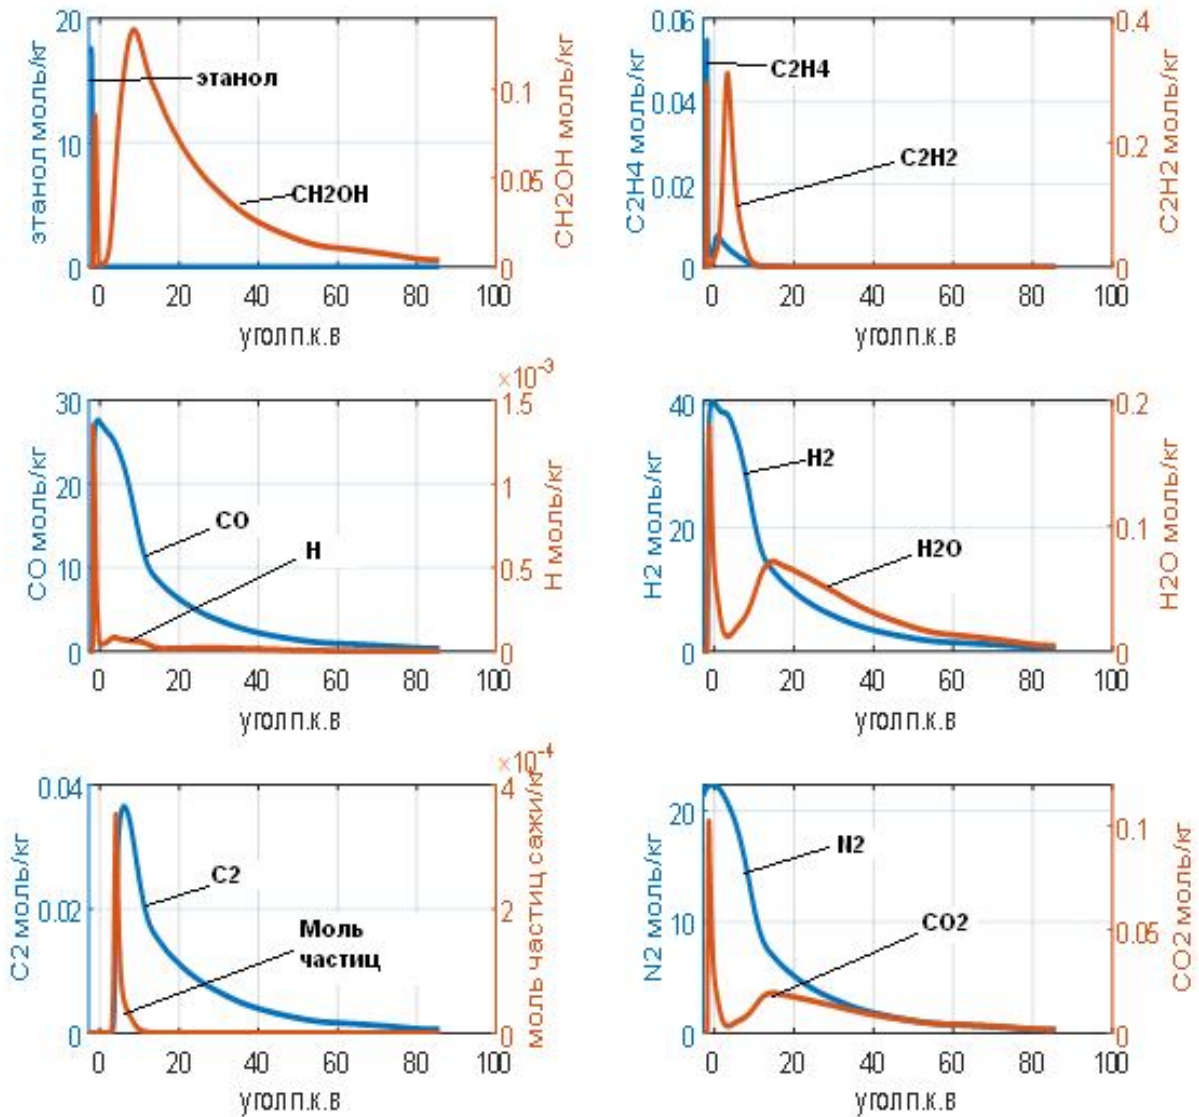 20
10
0
этанол моль/кг
0.1
0.05
0
CH2OH моль/кг
этанол
CH2OH
0 20 40 60 80 100
угол п.к.в
0.06
0.04
0.02
0
C2H4 моль/кг
0.4
0.2
0
C2H2 моль/кг
C2H4
C2H2
0 20 40 60 80 100
угол п.к.в
30
20
10
0
CO моль/кг
×10⁻³
1.5
1
0.5
0
H моль/кг
CO
H
0 20 40 60 80 100
угол п.к.в
40
20
0
H2 моль/кг
0.2
0.1
0
H2O моль/кг
H2
H2O
0 20 40 60 80 100
угол п.к.в
0.04
0.02
0
C2 моль/кг
×10⁻⁴
4
2
0
моль частиц сажи/кг
C2
Моль
частиц
0 20 40 60 80 100
угол п.к.в
20
10
0
N2 моль/кг
0.1
0.05
0
CO2 моль/кг
N2
CO2
0 20 40 60 80 100
угол п.к.в